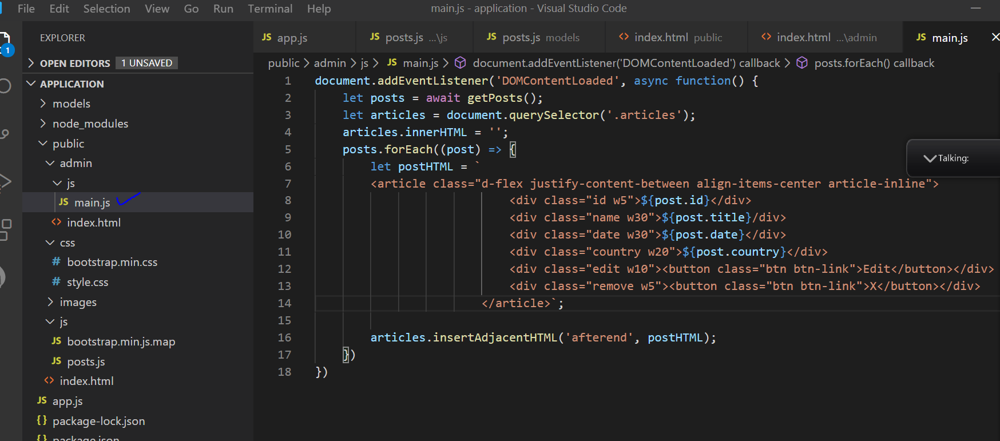 File Edit Selection View Go Run Terminal Help main.js - application - Visual Studio Code
EXPLORER
1
OPEN EDITORS 1 UNSAVED
APPLICATION
models
node_modules
public
admin
js
JS main.js
<> index.html
css
# bootstrap.min.css
# style.css
images
js
JS bootstrap.min.js.map
JS posts.js
<> index.html
JS app.js
{} package-lock.json
{} package.json
JS app.js JS posts.js ...\js JS posts.js models <> index.html public <> index.html ...\admin JS main.js
public > admin > js > JS main.js > document.addEventListener('DOMContentLoaded') callback > posts.forEach() callback
1 document.addEventListener('DOMContentLoaded', async function() {
2 let posts = await getPosts();
3 let articles = document.querySelector('.articles');
4 articles.innerHTML = '';
5 posts.forEach((post) => {
6 let postHTML = `
7 <article class="d-flex justify-content-between align-items-center article-inline">
8 <div class="id w5">${post.id}</div>
9 <div class="name w30">${post.title}/div>
10 <div class="date w30">${post.date}</div>
11 <div class="country w20">${post.country}</div>
12 <div class="edit w10"><button class="btn btn-link">Edit</button></div>
13 <div class="remove w5"><button class="btn btn-link">X</button></div>
14 </article>`;
15
16 articles.insertAdjacentHTML('afterend', postHTML);
17 })
18 })
Talking: